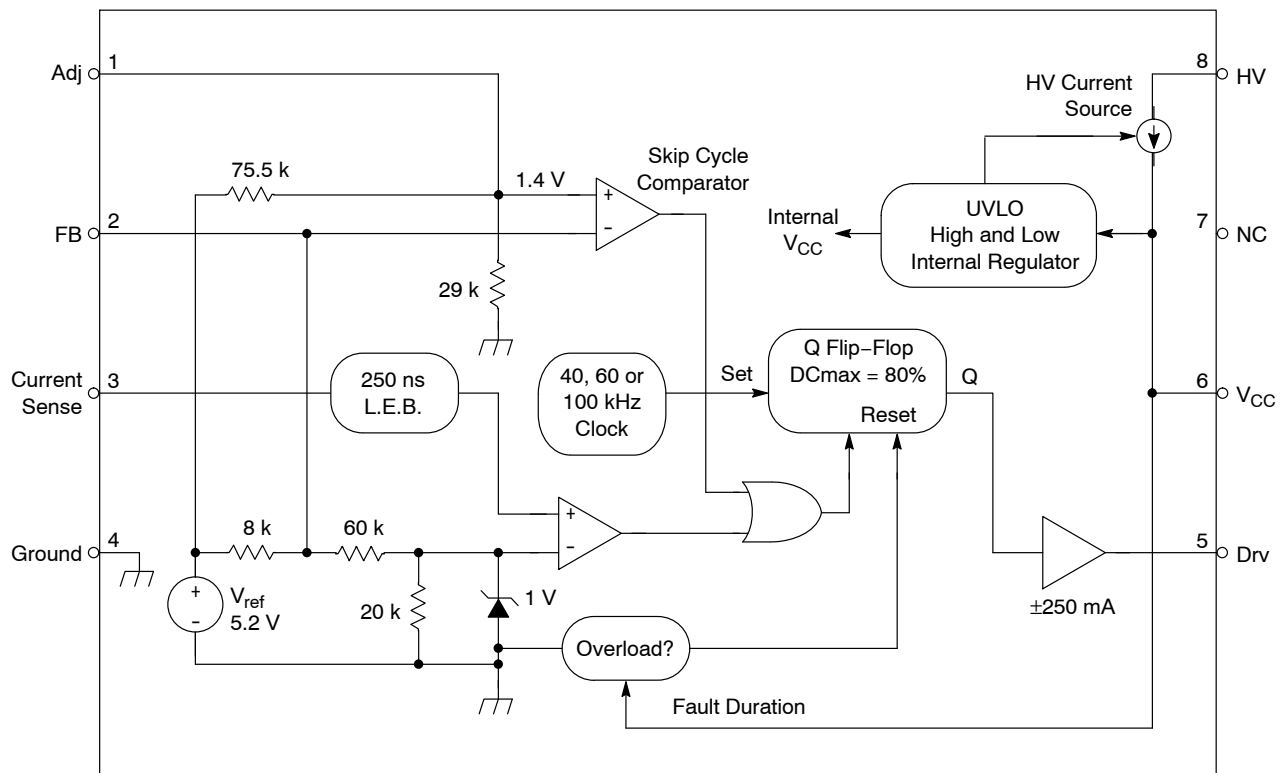 Adj
1
8
HV
HV Current
Source
75.5 k
1.4 V
Skip Cycle
Comparator
+
-
FB
2
29 k
Internal
VCC
UVLO
High and Low
Internal Regulator
7
NC
Current
Sense
3
250 ns
L.E.B.
40, 60 or
100 kHz
Clock
Set
Q Flip−Flop
DCmax = 80%
Reset
Q
6
VCC
Ground
4
8 k
60 k
+
-
5
Drv
±250 mA
+
-
Vref
5.2 V
20 k
1 V
Overload?
Fault Duration